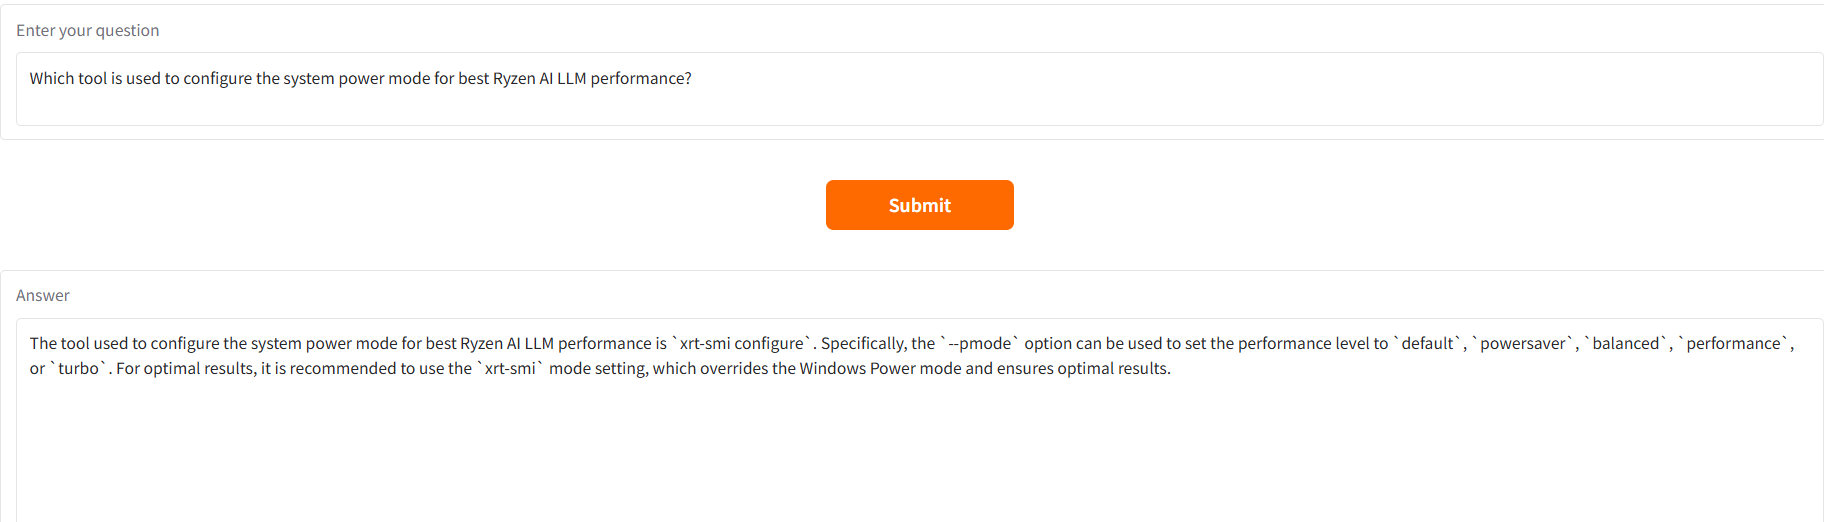 Enter your question
Which tool is used to configure the system power mode for best Ryzen AI LLM performance?
Submit
Answer
The tool used to configure the system power mode for best Ryzen AI LLM performance is `xrt-smi configure`. Specifically, the `--pmode` option can be used to set the performance level to `default`, `powersaver`, `balanced`, `performance`,
or `turbo`. For optimal results, it is recommended to use the `xrt-smi` mode setting, which overrides the Windows Power mode and ensures optimal results.